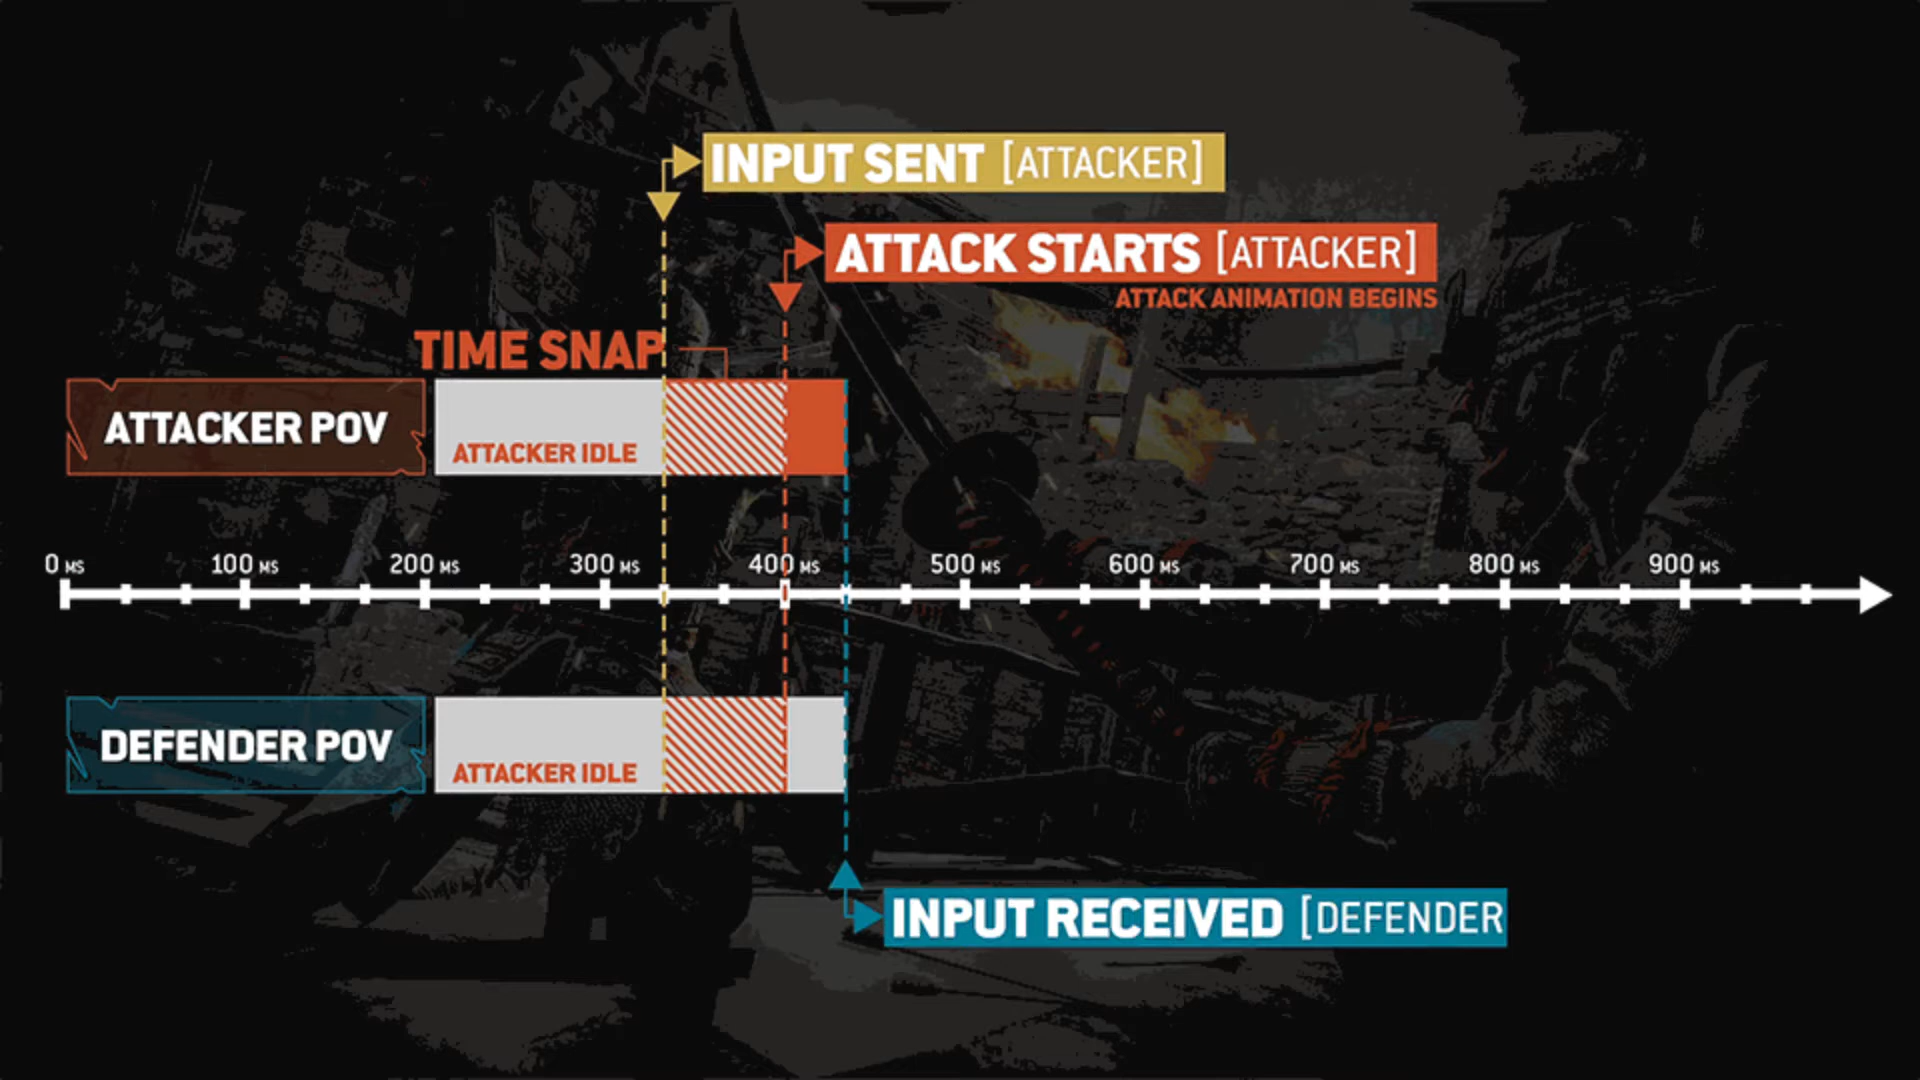 INPUT SENT [ATTACKER]
ATTACK STARTS [ATTACKER]
ATTACK ANIMATION BEGINS
TIME SNAP
ATTACKER POV
ATTACKER IDLE
0 MS 100 MS 200 MS 300 MS 400 MS 500 MS 600 MS 700 MS 800 MS 900 MS
DEFENDER POV
ATTACKER IDLE
INPUT RECEIVED [DEFENDER